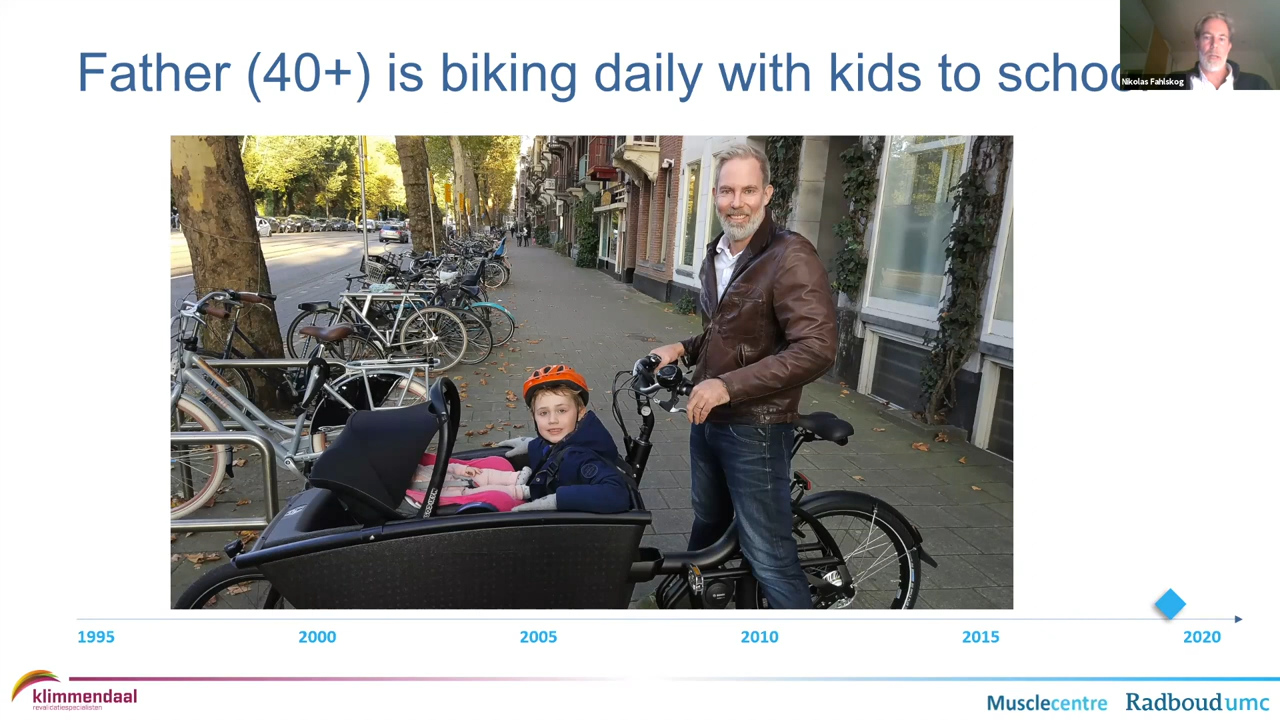 Father (40+) is biking daily with kids to schoo
Nikolas Fahlskog
1995 2000 2005 2010 2015 2020
klimmendaal
revalidatiespecialisten
Musclecentre Radboudumc